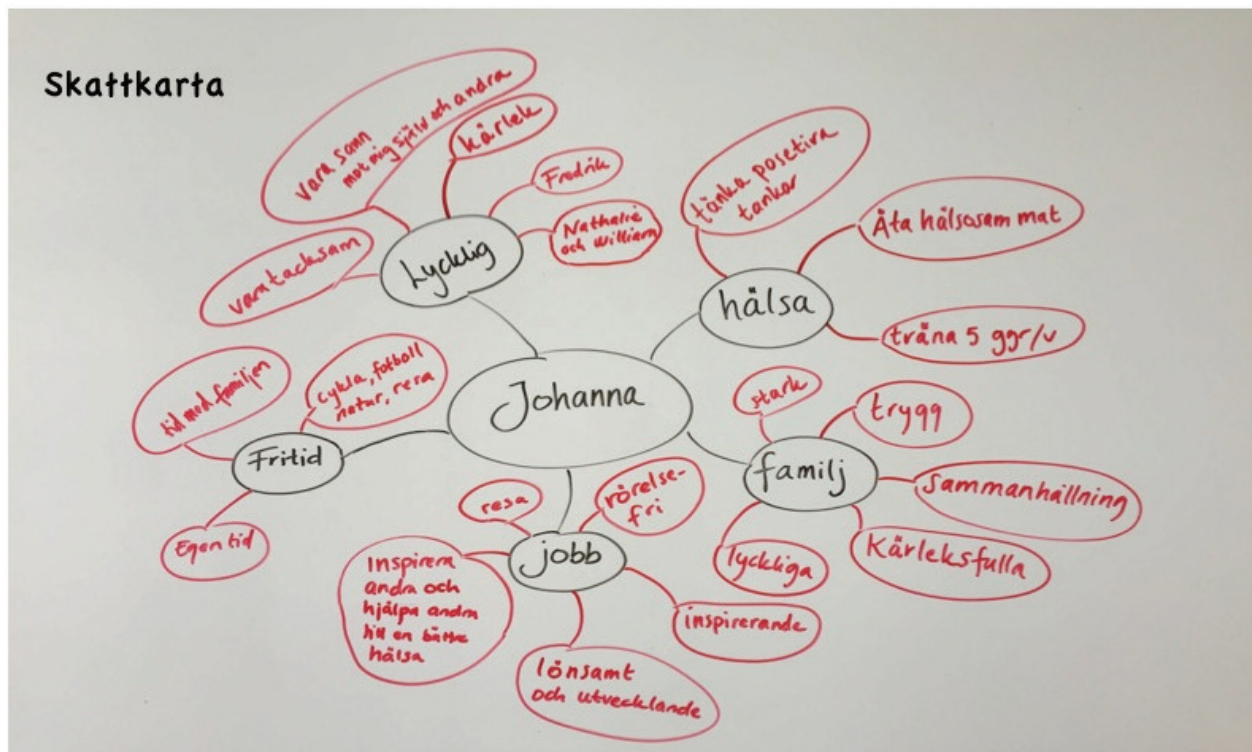 Skattkarta
vara sann
mot mig själv och andra
kärlek
Fredrik
Nathalie
och William
vara tacksam
Lycklig
tänka posetiva
tankar
Äta hälsosam mat
hälsa
träna 5 ggr/v
Johanna
tid med familjen
cykla, fotboll
natur, resa
Fritid
Egen tid
stark
trygg
familj
sammanhållning
Kärleksfulla
lyckliga
resa
rörelse-
fri
jobb
Inspirera
andra och
hjälpa andra
till en bättre
hälsa
inspirerande
lönsamt
och utvecklande